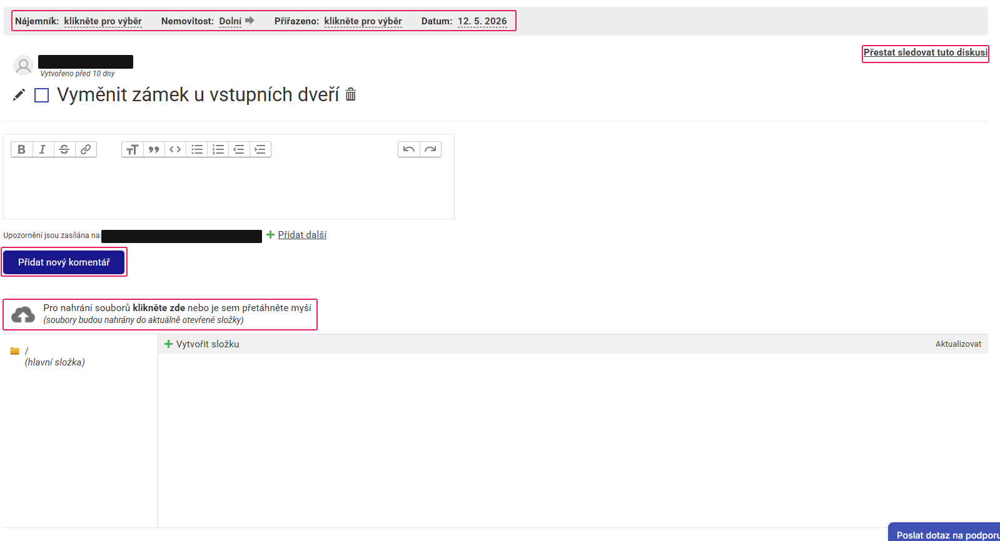 Nájemník: klikněte pro výběr Nemovitost: Dolní Přiřazeno: klikněte pro výběr Datum: 12. 5. 2026
Přestat sledovat tuto diskusi
Vytvořeno před 10 dny
Vyměnit zámek u vstupních dveří
Upozornění jsou zasílána na: Přidat další
Přidat nový komentář
Pro nahrání souborů klikněte zde nebo je sem přetáhněte myší
(soubory budou nahrány do aktuálně otevřené složky)
/
(hlavní složka)
Vytvořit složku
Aktualizovat
Poslat dotaz na podporu